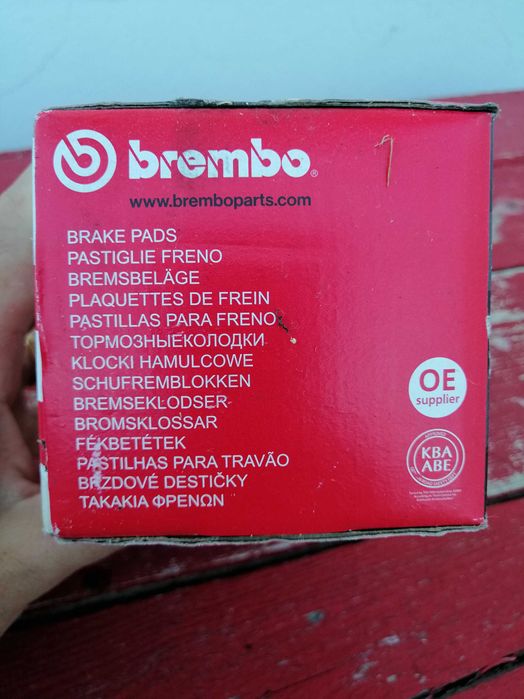 brembo®
www.bremboparts.com
BRAKE PADS
PASTIGLIE FRENO
BREMSBELÄGE
PLAQUETTES DE FREIN
PASTILLAS PARA FRENO
ТОРМОЗНЫЕКОЛОДКИ
KLOCKI HAMULCOWE
SCHUFREMBLOKKEN
BREMSEKLODSER
BROMSKLOSSAR
FÉKBETÉTEK
PASTILHAS PARA TRAVÃO
BRZDOVÉ DESTIČKY
ΤΑΚΑΚΙΑ ΦΡΕΝΩΝ
OE
supplier
KBA
ABE